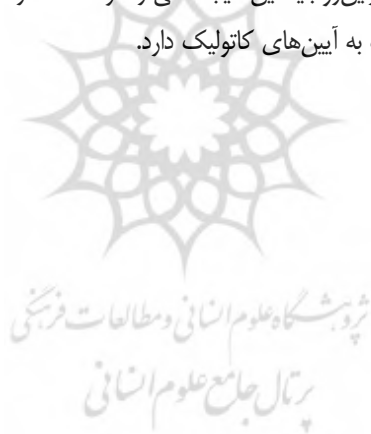 به آیین‌های کاتولیک دارد.
پژوهشگاه علوم انسانی و مطالعات فرهنگی
پرتال جامع علوم انسانی